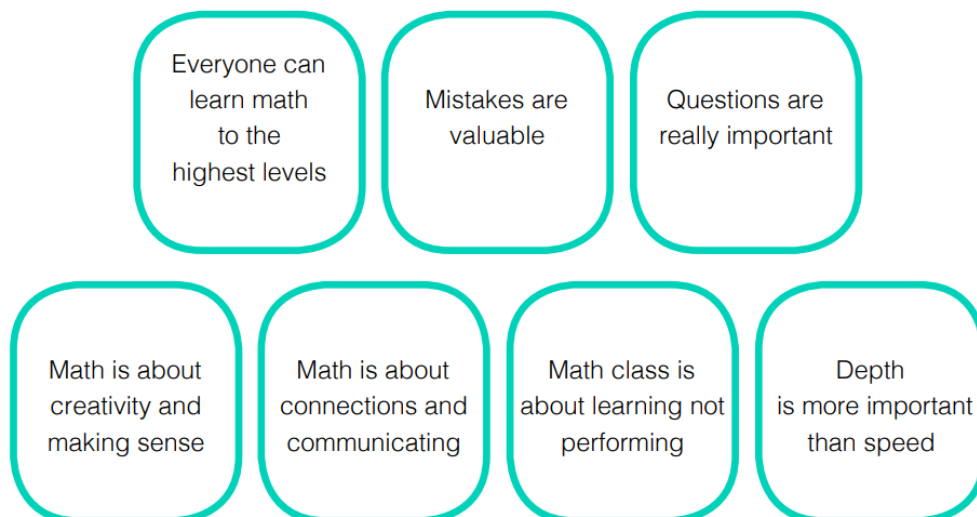 Everyone can
learn math
to the
highest levels
Mistakes are
valuable
Questions are
really important
Math is about
creativity and
making sense
Math is about
connections and
communicating
Math class is
about learning not
performing
Depth
is more important
than speed